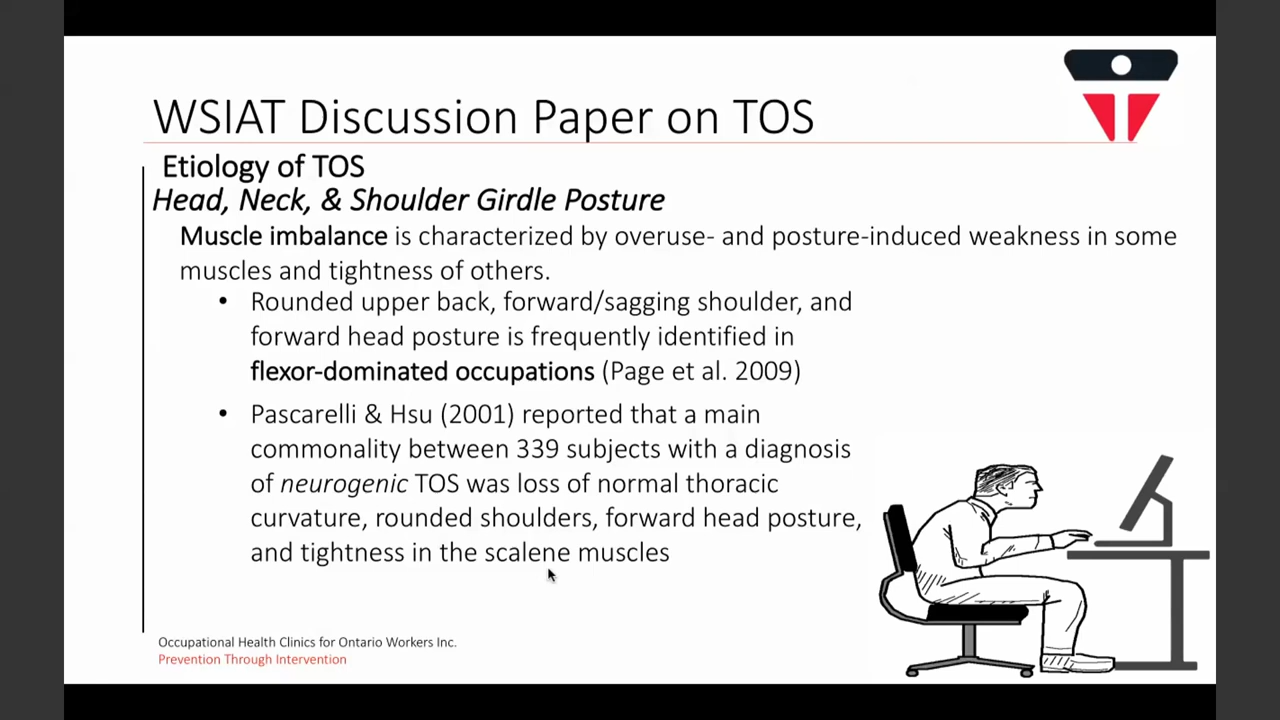 WSIAT Discussion Paper on TOS
Etiology of TOS
Head, Neck, & Shoulder Girdle Posture
Muscle imbalance is characterized by overuse- and posture-induced weakness in some
muscles and tightness of others.
• Rounded upper back, forward/sagging shoulder, and
forward head posture is frequently identified in
flexor-dominated occupations (Page et al. 2009)
• Pascarelli & Hsu (2001) reported that a main
commonality between 339 subjects with a diagnosis
of neurogenic TOS was loss of normal thoracic
curvature, rounded shoulders, forward head posture,
and tightness in the scalene muscles
Occupational Health Clinics for Ontario Workers Inc.
Prevention Through Intervention